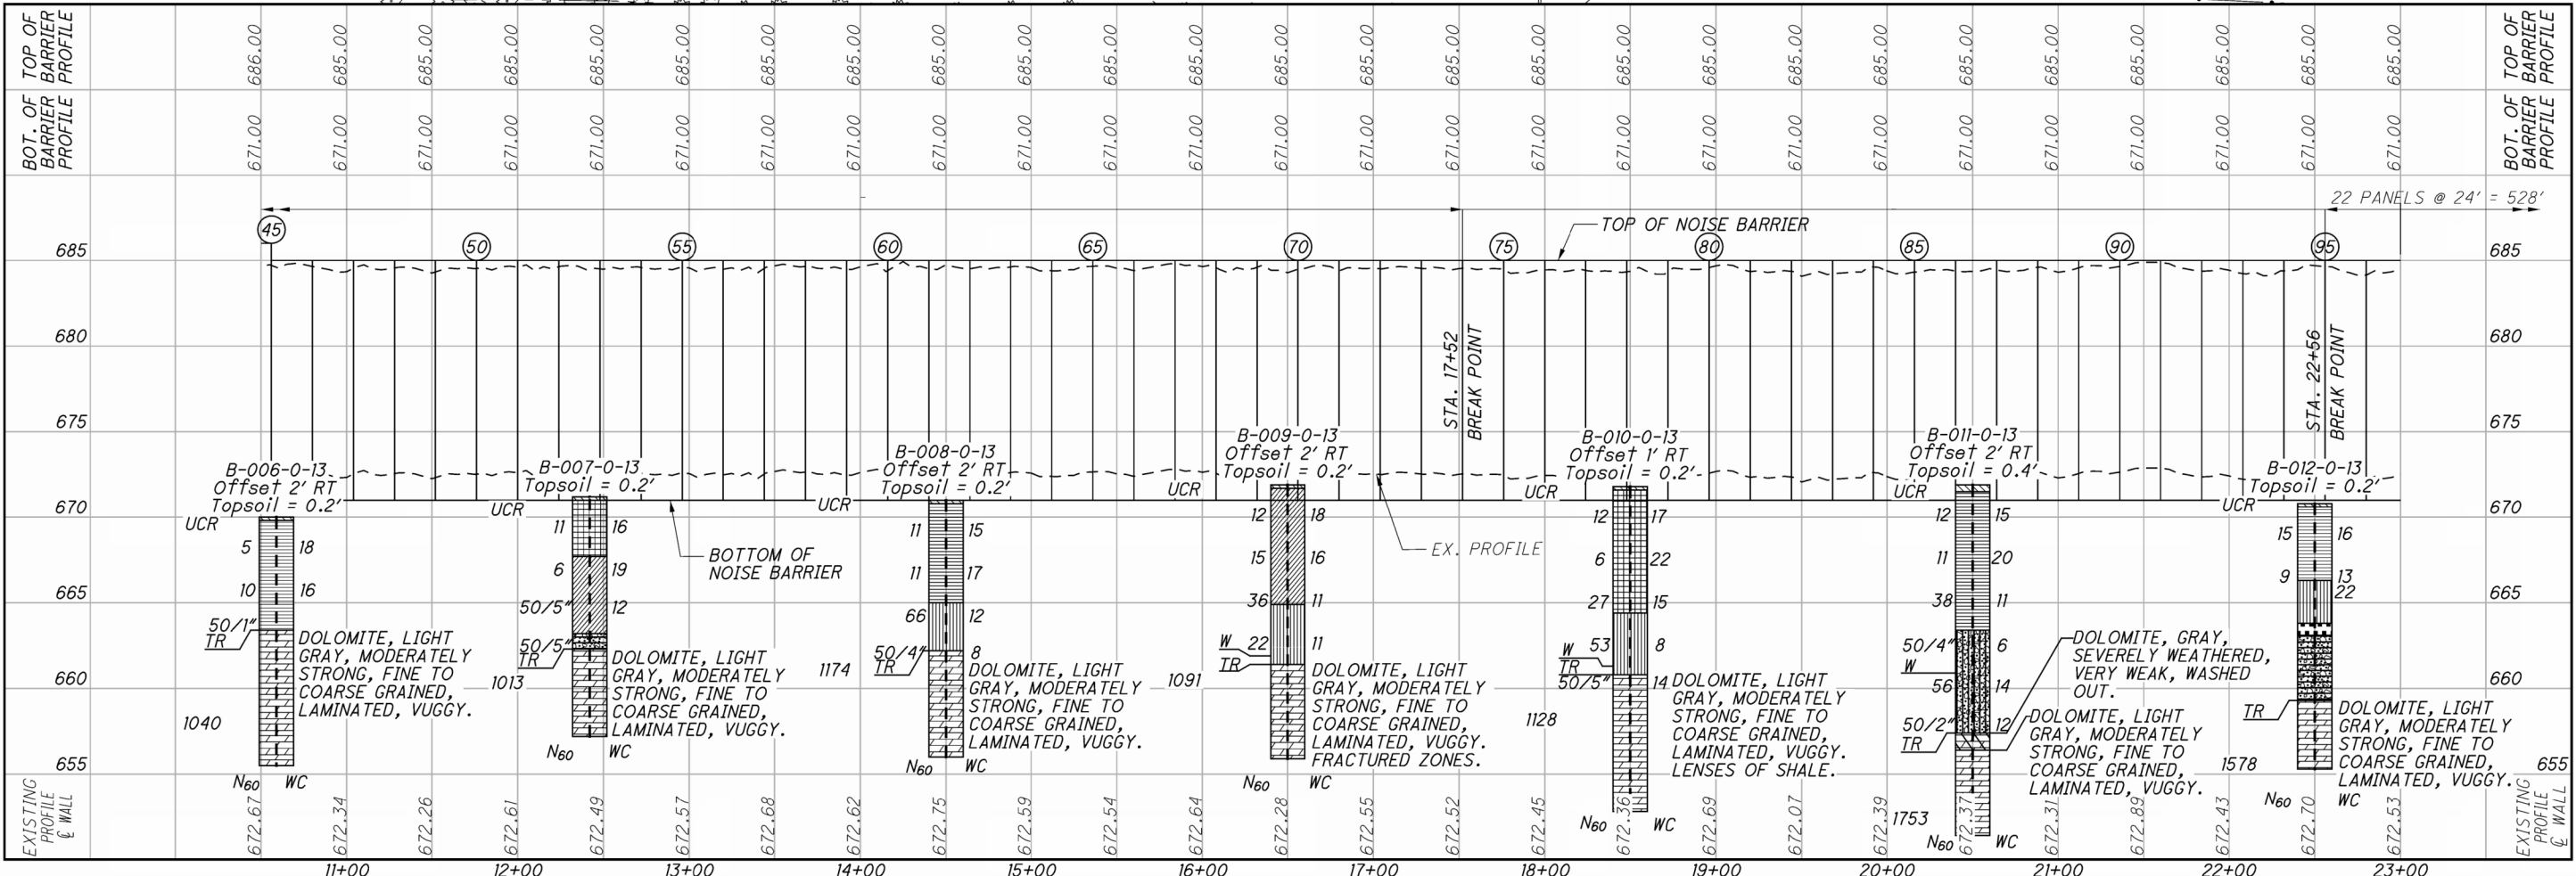 TOP OF
BARRIER
PROFILE
686.00 685.00 685.00 685.00 685.00 685.00 685.00 685.00 685.00 685.00 685.00 685.00 685.00 685.00 685.00 685.00 685.00 685.00 685.00 685.00 685.00 685.00 685.00 685.00 685.00 685.00
TOP OF
BARRIER
PROFILE
BOT. OF
BARRIER
PROFILE
671.00 671.00 671.00 671.00 671.00 671.00 671.00 671.00 671.00 671.00 671.00 671.00 671.00 671.00 671.00 671.00 671.00 671.00 671.00 671.00 671.00 671.00 671.00 671.00 671.00 671.00
BOT. OF
BARRIER
PROFILE
22 PANELS @ 24' = 528'
TOP OF NOISE BARRIER
45 50 55 60 65 70 75 80 85 90 95
685 685
680 680
675 675
670 670
665 665
660 660
655 655
STA. 17+52
BREAK POINT
STA. 22+56
BREAK POINT
BOTTOM OF
NOISE BARRIER
EX. PROFILE
B-006-0-13
Offset 2' RT
Topsoil = 0.2'
UCR
5 18
10 16
50/1"
TR
DOLOMITE, LIGHT
GRAY, MODERATELY
STRONG, FINE TO
COARSE GRAINED,
LAMINATED, VUGGY.
1040
N60 WC
B-007-0-13
Topsoil = 0.2'
UCR
11 16
6 19
50/5" 12
50/5"
TR
DOLOMITE, LIGHT
GRAY, MODERATELY
STRONG, FINE TO
COARSE GRAINED,
LAMINATED, VUGGY.
1013
N60 WC
B-008-0-13
Offset 2' RT
Topsoil = 0.2'
UCR
11 15
11 17
66 12
50/4" 8
TR
DOLOMITE, LIGHT
GRAY, MODERATELY
STRONG, FINE TO
COARSE GRAINED,
LAMINATED, VUGGY.
1174
N60 WC
B-009-0-13
Offset 2' RT
Topsoil = 0.2'
UCR
12 18
15 16
36 11
W 22 11
TR
DOLOMITE, LIGHT
GRAY, MODERATELY
STRONG, FINE TO
COARSE GRAINED,
LAMINATED, VUGGY.
FRACTURED ZONES.
1091
N60 WC
B-010-0-13
Offset 1' RT
Topsoil = 0.2'
UCR
12 17
6 22
27 15
W 53 8
TR
50/5" 14
DOLOMITE, LIGHT
GRAY, MODERATELY
STRONG, FINE TO
COARSE GRAINED,
LAMINATED, VUGGY.
LENSES OF SHALE.
1128
N60 WC
B-011-0-13
Offset 2' RT
Topsoil = 0.4'
UCR
12 15
11 20
38 11
50/4" 6
W
56 14
50/2" 12
TR
DOLOMITE, GRAY,
SEVERELY WEATHERED,
VERY WEAK, WASHED
OUT.
DOLOMITE, LIGHT
GRAY, MODERATELY
STRONG, FINE TO
COARSE GRAINED,
LAMINATED, VUGGY.
1753
N60 WC
B-012-0-13
Topsoil = 0.2'
UCR
15 16
9 13
22
TR
DOLOMITE, LIGHT
GRAY, MODERATELY
STRONG, FINE TO
COARSE GRAINED,
LAMINATED, VUGGY.
1578
N60 WC
EXISTING
PROFILE
℄ WALL
672.67 672.34 672.26 672.61 672.49 672.57 672.68 672.62 672.75 672.59 672.54 672.64 672.28 672.55 672.52 672.45 672.36 672.69 672.07 672.39 672.37 672.31 672.89 672.43 672.70 672.53
EXISTING
PROFILE
℄ WALL
11+00 12+00 13+00 14+00 15+00 16+00 17+00 18+00 19+00 20+00 21+00 22+00 23+00